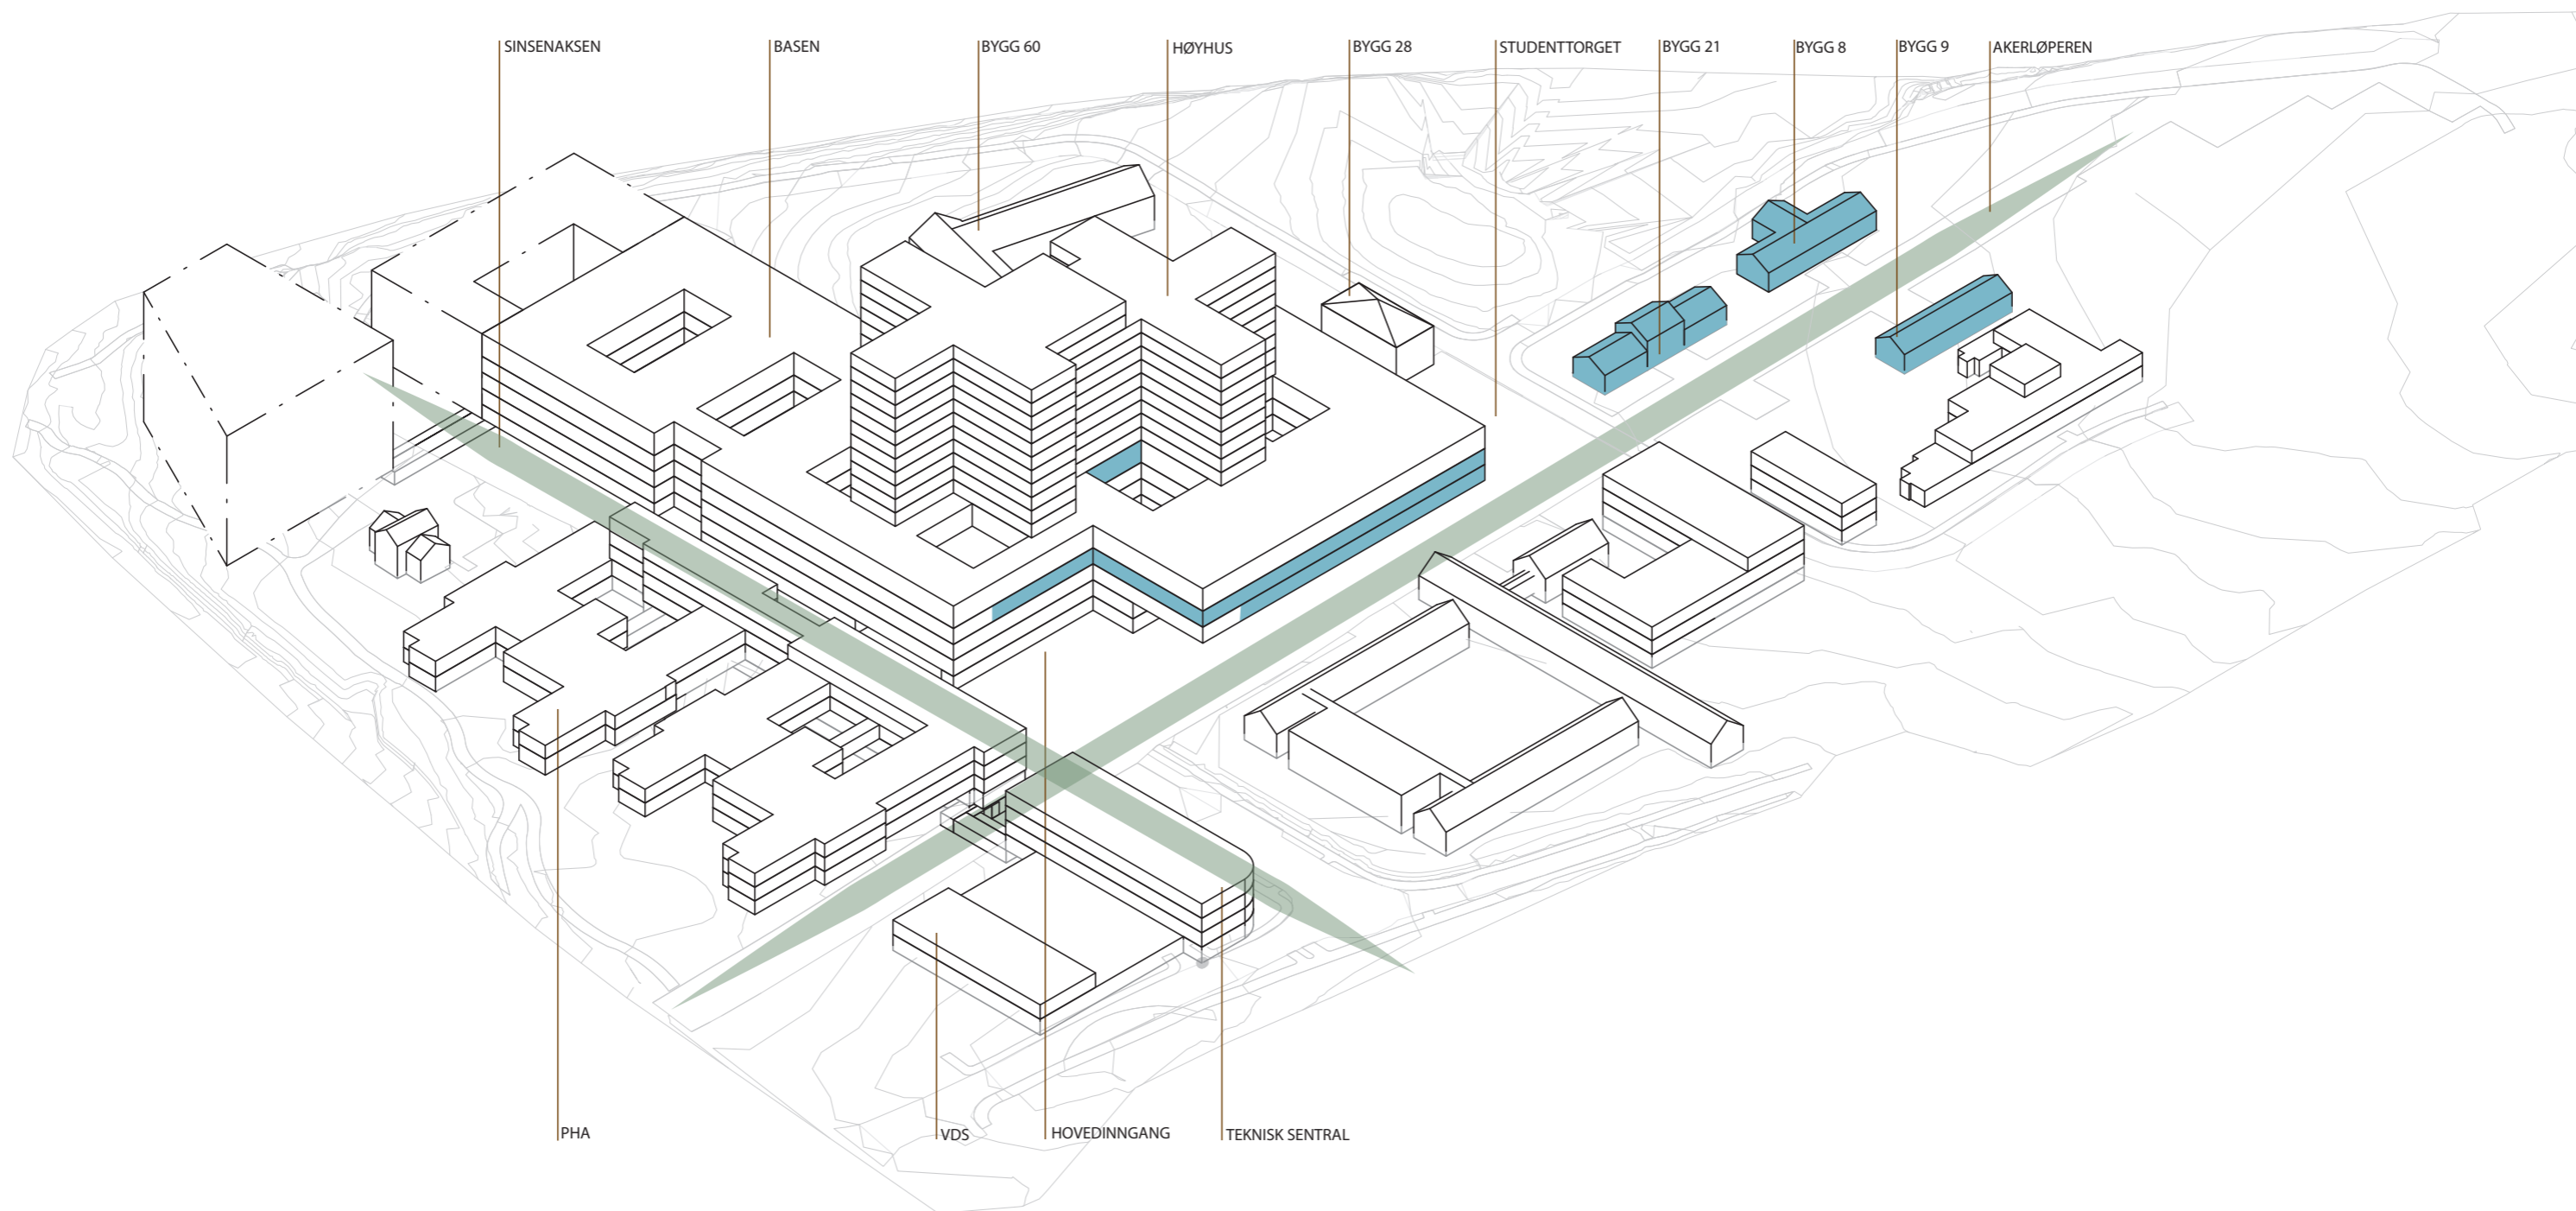 SINSENAKSEN
BASEN
BYGG 60
HØYHUS
BYGG 28
STUDENTTORGET
BYGG 21
BYGG 8
BYGG 9
AKERLØPEREN
PHA
VDS
HOVEDINNGANG
TEKNISK SENTRAL